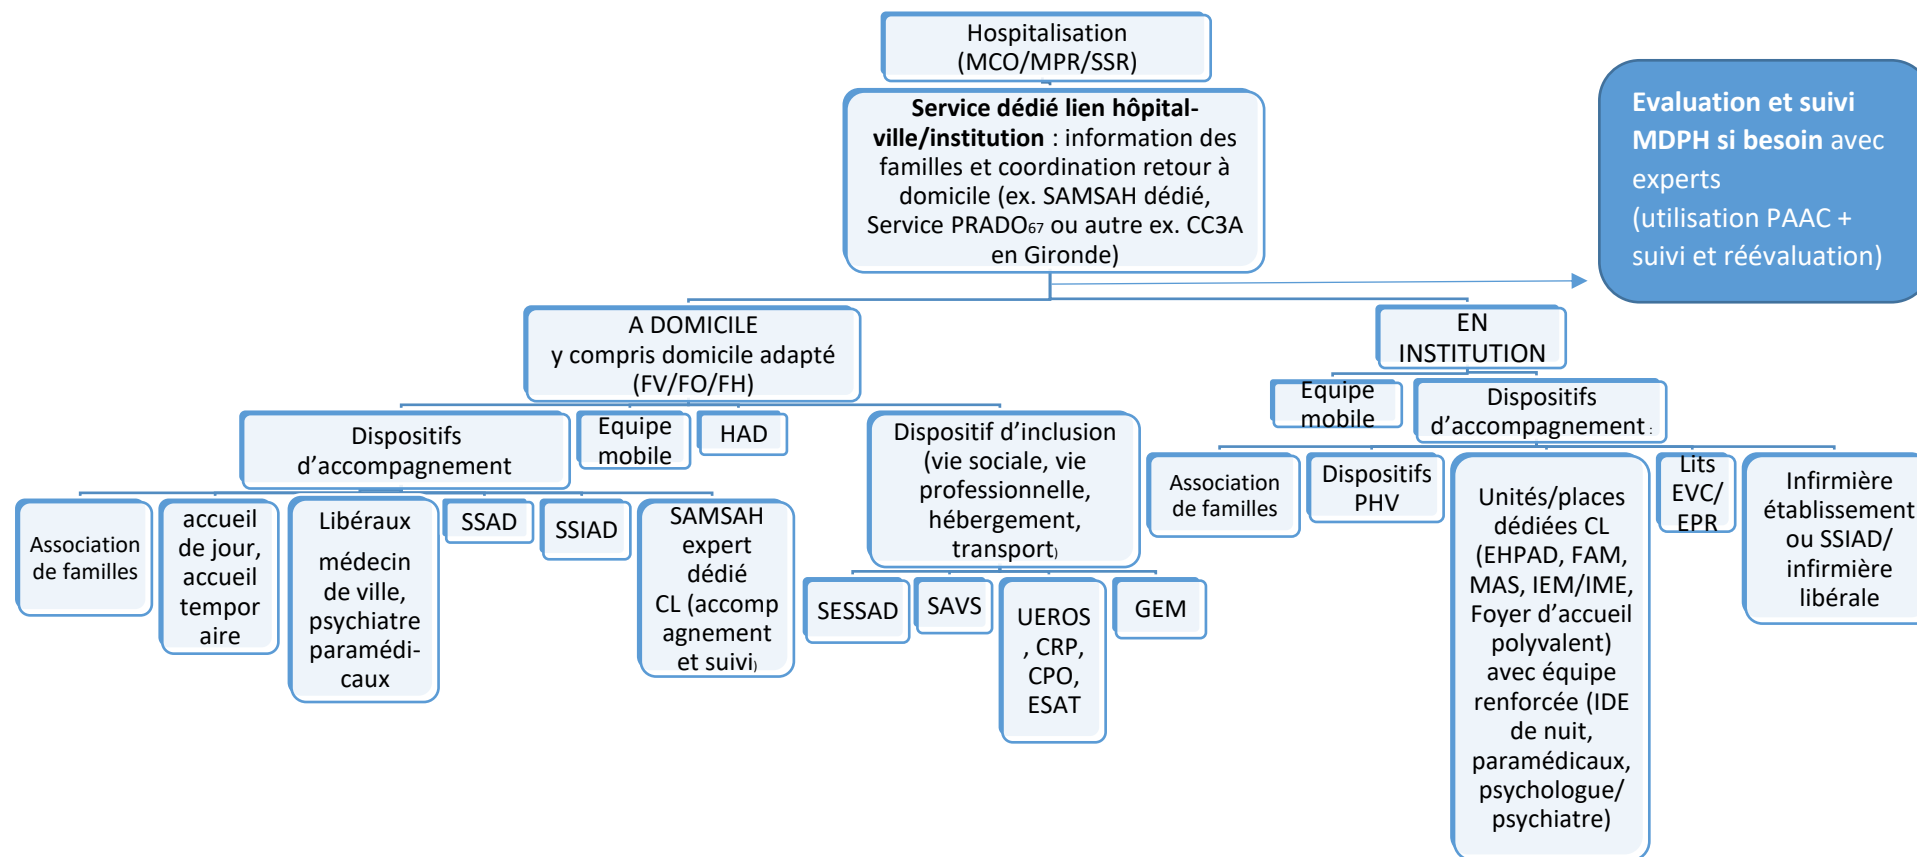 Hospitalisation
(MCO/MPR/SSR)
Service dédié lien hôpital-
ville/institution : information des
familles et coordination retour à
domicile (ex. SAMSAH dédié,
Service PRADO67 ou autre ex. CC3A
en Gironde)
Evaluation et suivi
MDPH si besoin avec
experts
(utilisation PAAC +
suivi et réévaluation)
A DOMICILE
y compris domicile adapté
(FV/FO/FH)
EN
INSTITUTION
Dispositifs
d'accompagnement
Equipe
mobile
HAD
Dispositif d'inclusion
(vie sociale, vie
professionnelle,
hébergement,
transport)
Equipe
mobile
Dispositifs
d'accompagnement :
Association
de familles
accueil
de jour,
accueil
tempor
aire
Libéraux
médecin
de ville,
psychiatre
paramédi-
caux
SSAD
SSIAD
SAMSAH
expert
dédié
CL (accomp
agnement
et suivi)
SESSAD
SAVS
UEROS
, CRP,
CPO,
ESAT
GEM
Association
de familles
Dispositifs
PHV
Unités/places
dédiées CL
(EHPAD, FAM,
MAS, IEM/IME,
Foyer d'accueil
polyvalent)
avec équipe
renforcée (IDE
de nuit,
paramédicaux,
psychologue/
psychiatre)
Lits
EVC/
EPR
Infirmière
établissement
ou SSIAD/
infirmière
libérale